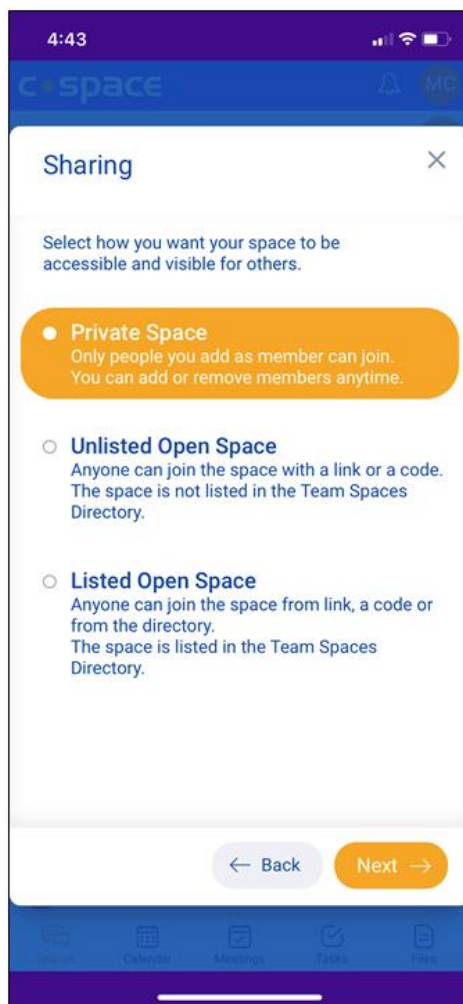 4:43
c•space
MC
Sharing
Select how you want your space to be
accessible and visible for others.
Private Space
Only people you add as member can join.
You can add or remove members anytime.
Unlisted Open Space
Anyone can join the space with a link or a code.
The space is not listed in the Team Spaces
Directory.
Listed Open Space
Anyone can join the space from link, a code or
from the directory.
The space is listed in the Team Spaces
Directory.
← Back
Next →
Spaces Calendar Meetings Tasks Files